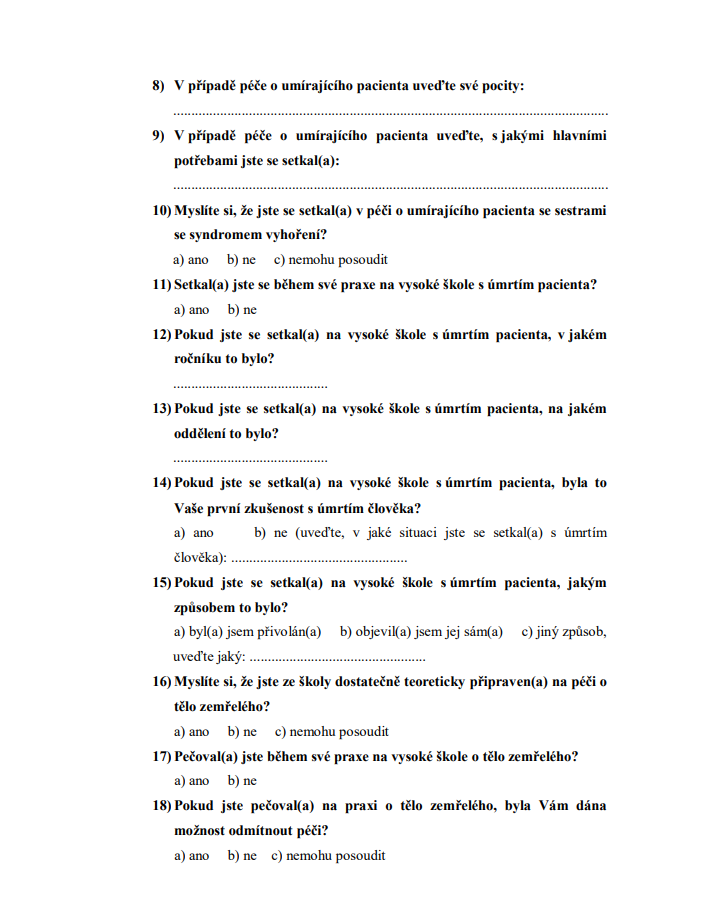 8) V případě péče o umírajícího pacienta uveďte své pocity:
........................................................................................................................
9) V případě péče o umírajícího pacienta uveďte, s jakými hlavními
potřebami jste se setkal(a):
........................................................................................................................
10) Myslíte si, že jste se setkal(a) v péči o umírajícího pacienta se sestrami
se syndromem vyhoření?
a) ano b) ne c) nemohu posoudit
11) Setkal(a) jste se během své praxe na vysoké škole s úmrtím pacienta?
a) ano b) ne
12) Pokud jste se setkal(a) na vysoké škole s úmrtím pacienta, v jakém
ročníku to bylo?
...........................................
13) Pokud jste se setkal(a) na vysoké škole s úmrtím pacienta, na jakém
oddělení to bylo?
...........................................
14) Pokud jste se setkal(a) na vysoké škole s úmrtím pacienta, byla to
Vaše první zkušenost s úmrtím člověka?
a) ano b) ne (uveďte, v jaké situaci jste se setkal(a) s úmrtím
člověka): .................................................
15) Pokud jste se setkal(a) na vysoké škole s úmrtím pacienta, jakým
způsobem to bylo?
a) byl(a) jsem přivolán(a) b) objevil(a) jsem jej sám(a) c) jiný způsob,
uveďte jaký: .................................................
16) Myslíte si, že jste ze školy dostatečně teoreticky připraven(a) na péči o
tělo zemřelého?
a) ano b) ne c) nemohu posoudit
17) Pečoval(a) jste během své praxe na vysoké škole o tělo zemřelého?
a) ano b) ne
18) Pokud jste pečoval(a) na praxi o tělo zemřelého, byla Vám dána
možnost odmítnout péči?
a) ano b) ne c) nemohu posoudit